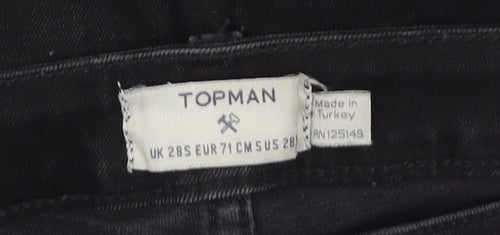 TOPMAN
UK 28S EUR 71 CM S US 28
Made in
Turkey
RN125149